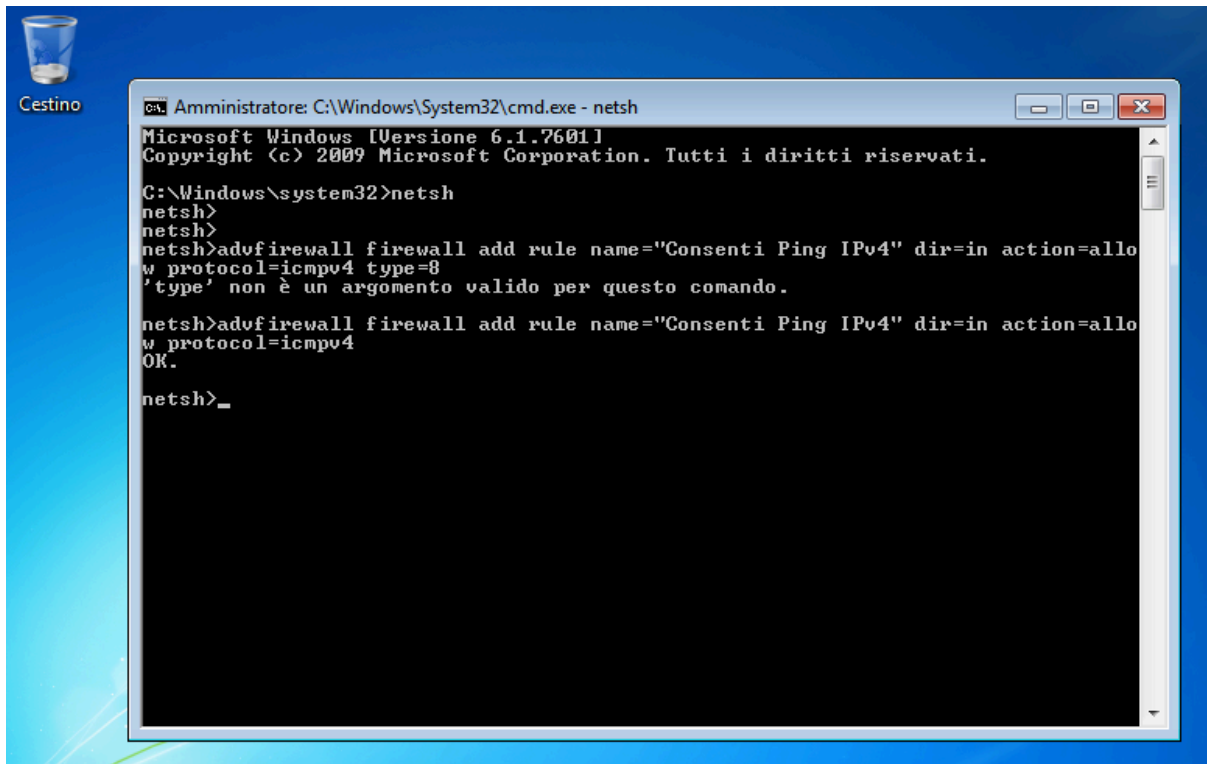 Cestino
Amministratore: C:\Windows\System32\cmd.exe - netsh
Microsoft Windows [Versione 6.1.7601]
Copyright (c) 2009 Microsoft Corporation. Tutti i diritti riservati.
C:\Windows\system32>netsh
netsh>
netsh>
netsh>advfirewall firewall add rule name="Consenti Ping IPv4" dir=in action=allo
w protocol=icmpv4 type=8
'type' non è un argomento valido per questo comando.
netsh>advfirewall firewall add rule name="Consenti Ping IPv4" dir=in action=allo
w protocol=icmpv4
OK.
netsh>_